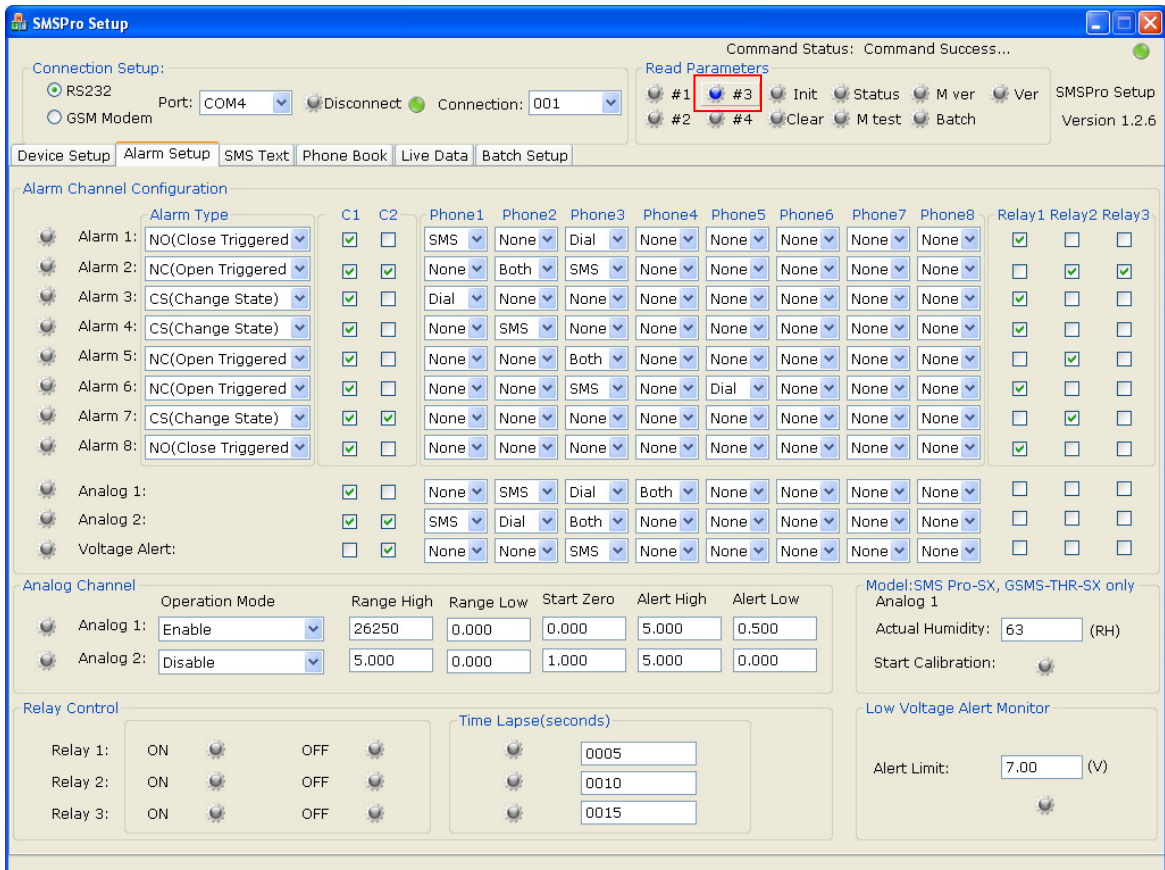 SMSPro Setup
Command Status: Command Success...
Connection Setup:
Read Parameters
RS232
GSM Modem
Port: COM4 Disconnect Connection: 001
#1 #3 Init Status M ver Ver SMSPro Setup
#2 #4 Clear M test Batch Version 1.2.6
Device Setup Alarm Setup SMS Text Phone Book Live Data Batch Setup
Alarm Channel Configuration
Alarm Type C1 C2 Phone1 Phone2 Phone3 Phone4 Phone5 Phone6 Phone7 Phone8 Relay1 Relay2 Relay3
Alarm 1: NO(Close Triggered SMS None Dial None None None None None
Alarm 2: NC(Open Triggered None Both SMS None None None None None
Alarm 3: CS(Change State) Dial None None None None None None None
Alarm 4: CS(Change State) None SMS None None None None None None
Alarm 5: NC(Open Triggered None None Both None None None None None
Alarm 6: NC(Open Triggered None None SMS None Dial None None None
Alarm 7: CS(Change State) None None None None None None None None
Alarm 8: NO(Close Triggered None None None None None None None None
Analog 1: None SMS Dial Both None None None None
Analog 2: SMS Dial Both None None None None None
Voltage Alert: None None SMS None None None None None
Analog Channel
Operation Mode Range High Range Low Start Zero Alert High Alert Low
Analog 1: Enable 26250 0.000 0.000 5.000 0.500
Analog 2: Disable 5.000 0.000 1.000 5.000 0.000
Model:SMS Pro-SX, GSMS-THR-SX only
Analog 1
Actual Humidity: 63 (RH)
Start Calibration:
Relay Control
Time Lapse(seconds)
Relay 1: ON OFF 0005
Relay 2: ON OFF 0010
Relay 3: ON OFF 0015
Low Voltage Alert Monitor
Alert Limit: 7.00 (V)